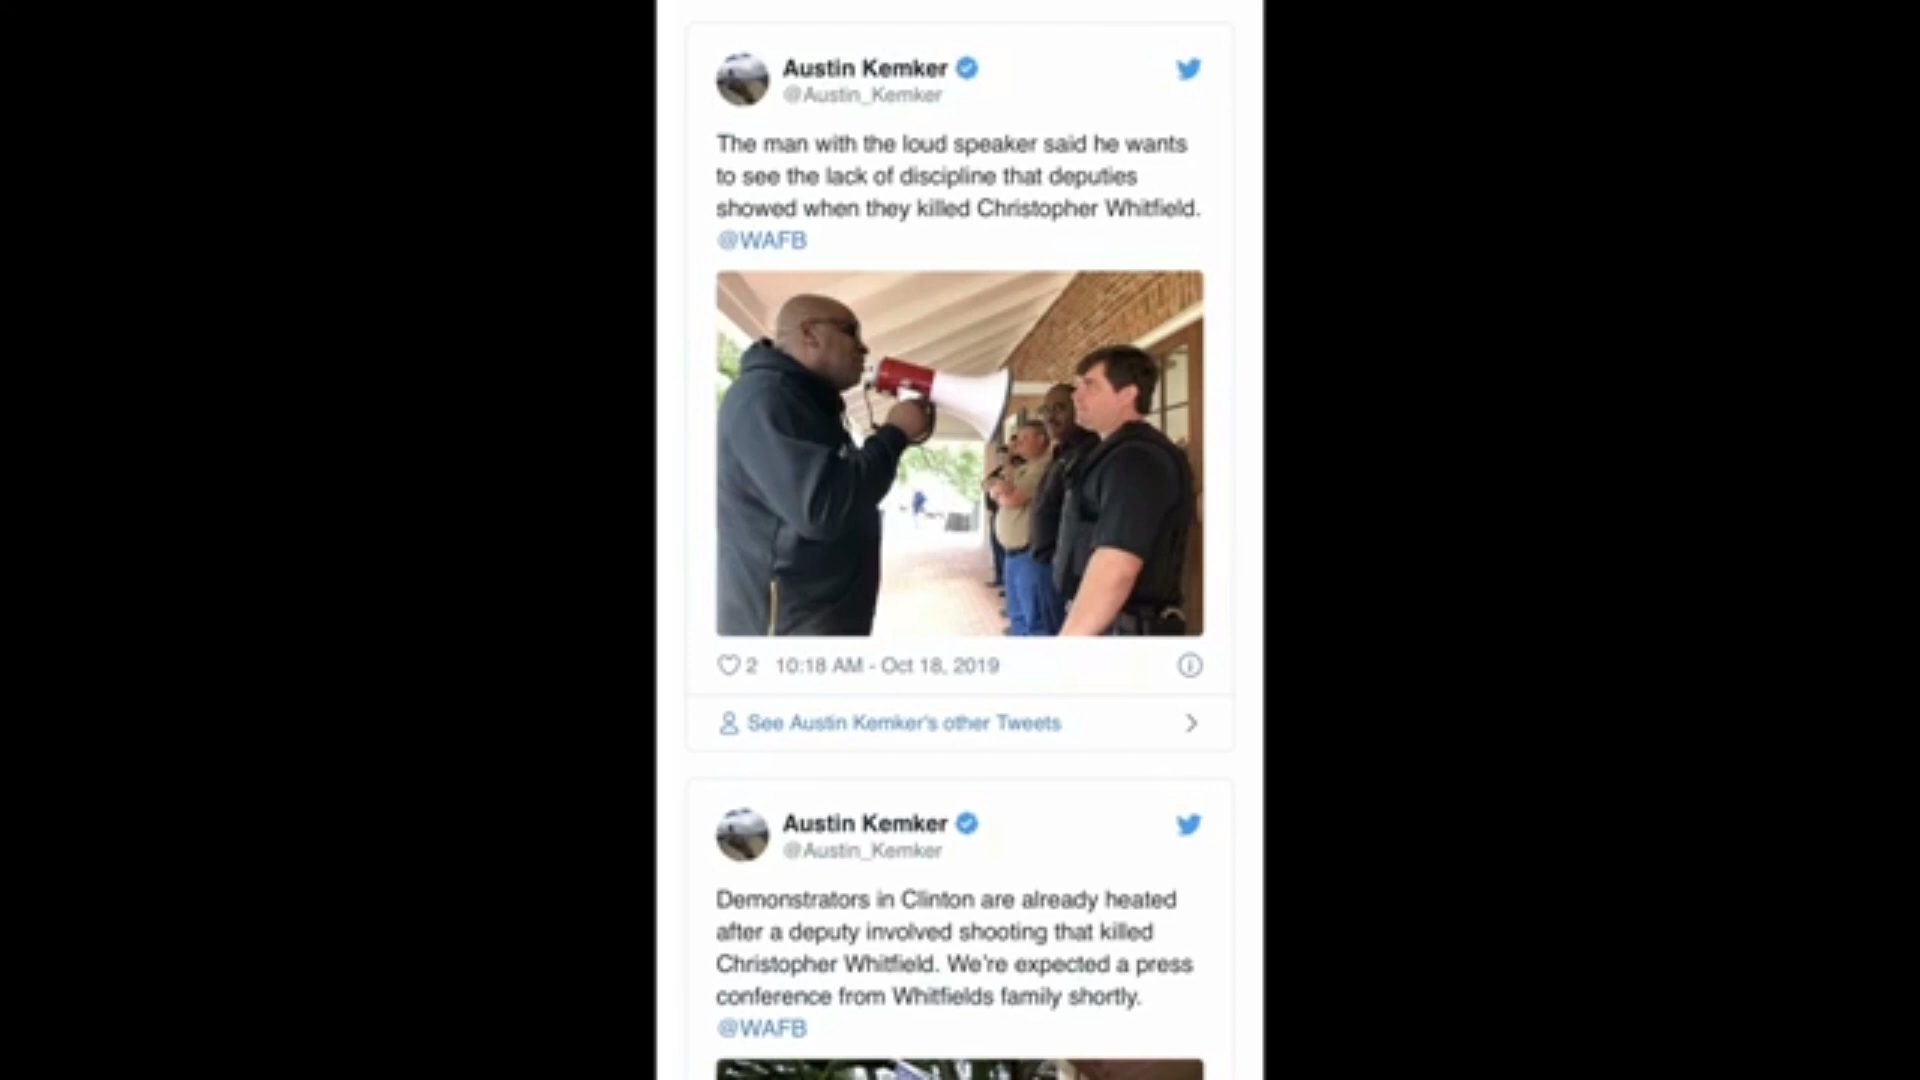 Austin Kemker
@Austin_Kemker
The man with the loud speaker said he wants
to see the lack of discipline that deputies
showed when they killed Christopher Whitfield.
@WAFB
2 10:18 AM - Oct 18, 2019
See Austin Kemker's other Tweets
Austin Kemker
@Austin_Kemker
Demonstrators in Clinton are already heated
after a deputy involved shooting that killed
Christopher Whitfield. We're expected a press
conference from Whitfields family shortly.
@WAFB